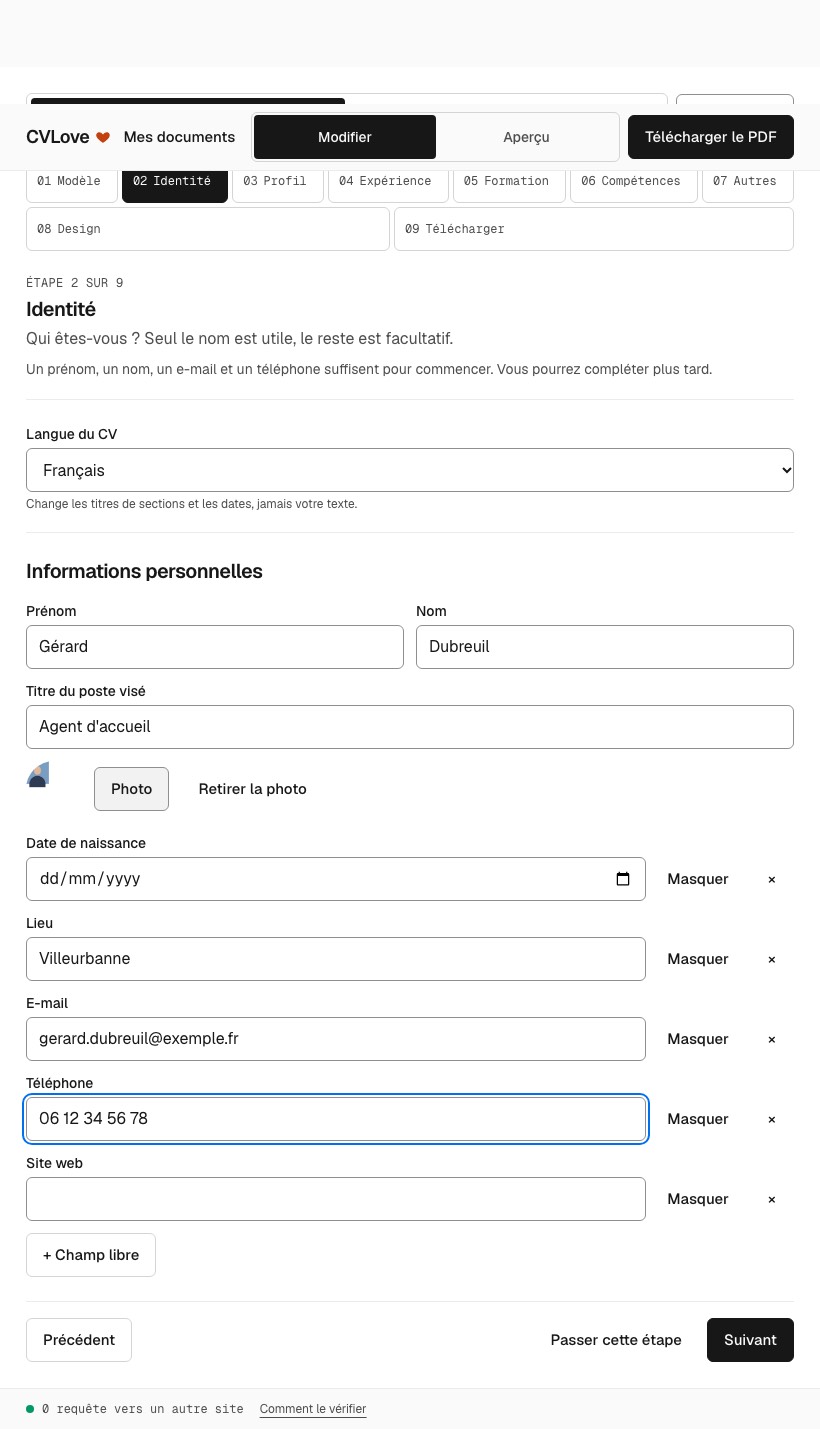 CVLove Mes documents Modifier Aperçu Télécharger le PDF
01 Modèle 02 Identité 03 Profil 04 Expérience 05 Formation 06 Compétences 07 Autres
08 Design 09 Télécharger
ÉTAPE 2 SUR 9
Identité
Qui êtes-vous ? Seul le nom est utile, le reste est facultatif.
Un prénom, un nom, un e-mail et un téléphone suffisent pour commencer. Vous pourrez compléter plus tard.
Langue du CV
Français
Change les titres de sections et les dates, jamais votre texte.
Informations personnelles
Prénom Nom
Gérard Dubreuil
Titre du poste visé
Agent d'accueil
Photo Retirer la photo
Date de naissance
dd/mm/yyyy Masquer ×
Lieu
Villeurbanne Masquer ×
E-mail
gerard.dubreuil@exemple.fr Masquer ×
Téléphone
06 12 34 56 78 Masquer ×
Site web
Masquer ×
+ Champ libre
Précédent Passer cette étape Suivant
0 requête vers un autre site Comment le vérifier